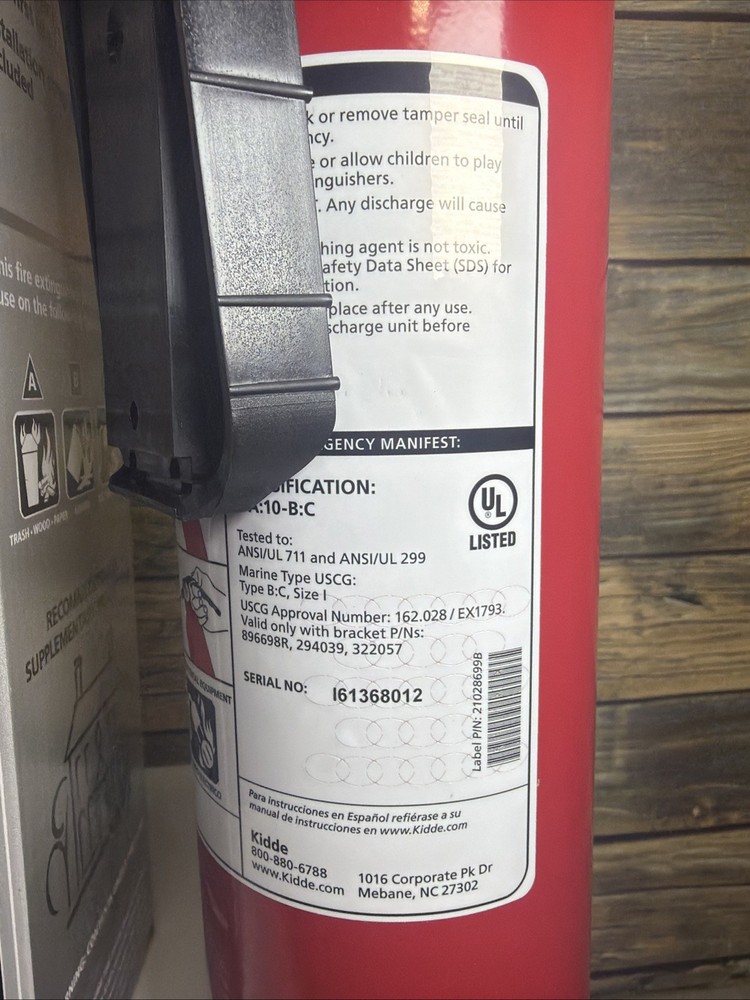 tallation
cluded
his fire exting
use on the follow
A
TRASH • WOOD • PAPER
RECOM
SUPPLEMENT
k or remove tamper seal until
ncy.
e or allow children to play
nguishers.
. Any discharge will cause
hing agent is not toxic.
afety Data Sheet (SDS) for
tion.
place after any use.
scharge unit before
GENCY MANIFEST:
SIFICATION:
A:10-B:C
UL
LISTED
Tested to:
ANSI/UL 711 and ANSI/UL 299
Marine Type USCG:
Type B:C, Size I
USCG Approval Number: 162.028 / EX1793.
Valid only with bracket P/Ns:
896698R, 294039, 322057
SERIAL NO: I61368012
Label P/N: 21028699B
EQUIPMENT
Para instrucciones en Español refiérase a su
manual de instrucciones en www.Kidde.com
Kidde
800-880-6788
www.Kidde.com
1016 Corporate Pk Dr
Mebane, NC 27302